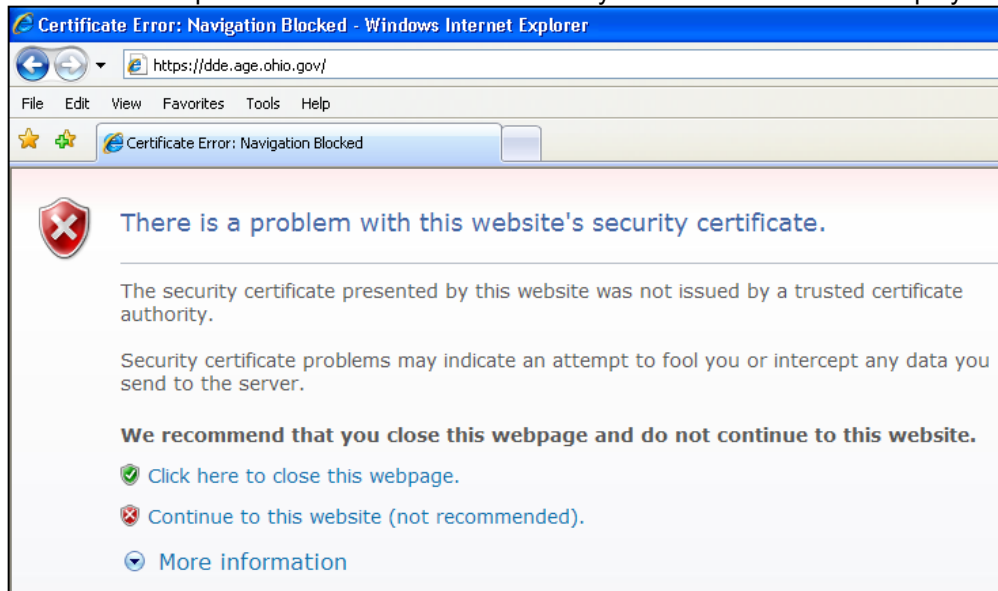 Certificate Error: Navigation Blocked - Windows Internet Explorer
https://dde.age.ohio.gov/
File Edit View Favorites Tools Help
Certificate Error: Navigation Blocked
There is a problem with this website's security certificate.
The security certificate presented by this website was not issued by a trusted certificate
authority.
Security certificate problems may indicate an attempt to fool you or intercept any data you
send to the server.
We recommend that you close this webpage and do not continue to this website.
Click here to close this webpage.
Continue to this website (not recommended).
More information